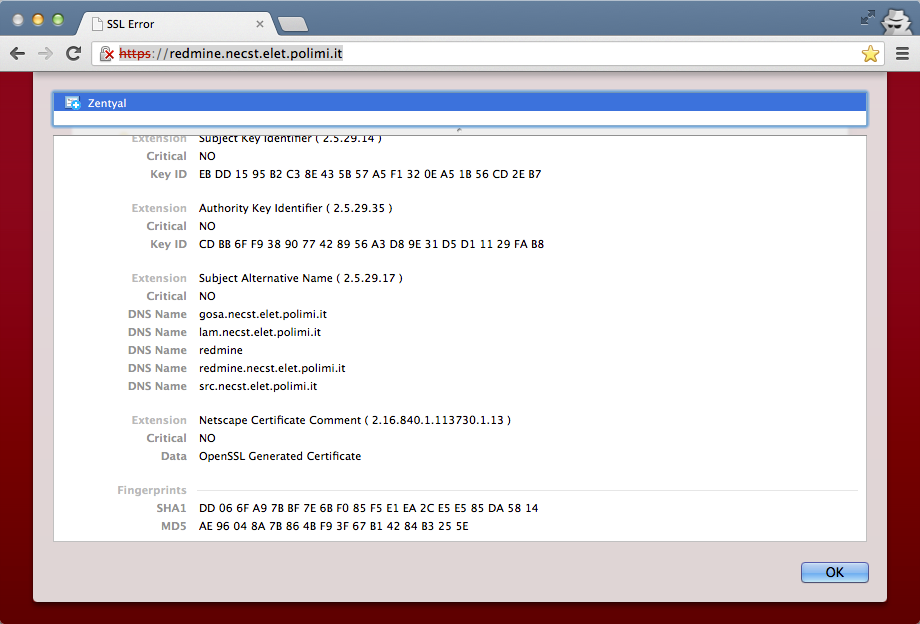 SSL Error
https://redmine.necst.elet.polimi.it
Zentyal
Extension Subject Key Identifier ( 2.5.29.14 )
Critical NO
Key ID EB DD 15 95 B2 C3 8E 43 5B 57 A5 F1 32 0E A5 1B 56 CD 2E B7
Extension Authority Key Identifier ( 2.5.29.35 )
Critical NO
Key ID CD BB 6F F9 38 90 77 42 89 56 A3 D8 9E 31 D5 D1 11 29 FA B8
Extension Subject Alternative Name ( 2.5.29.17 )
Critical NO
DNS Name gosa.necst.elet.polimi.it
DNS Name lam.necst.elet.polimi.it
DNS Name redmine
DNS Name redmine.necst.elet.polimi.it
DNS Name src.necst.elet.polimi.it
Extension Netscape Certificate Comment ( 2.16.840.1.113730.1.13 )
Critical NO
Data OpenSSL Generated Certificate
Fingerprints
SHA1 DD 06 6F A9 7B BF 7E 6B F0 85 F5 E1 EA 2C E5 E5 85 DA 58 14
MD5 AE 96 04 8A 7B 86 4B F9 3F 67 B1 42 84 B3 25 5E
OK